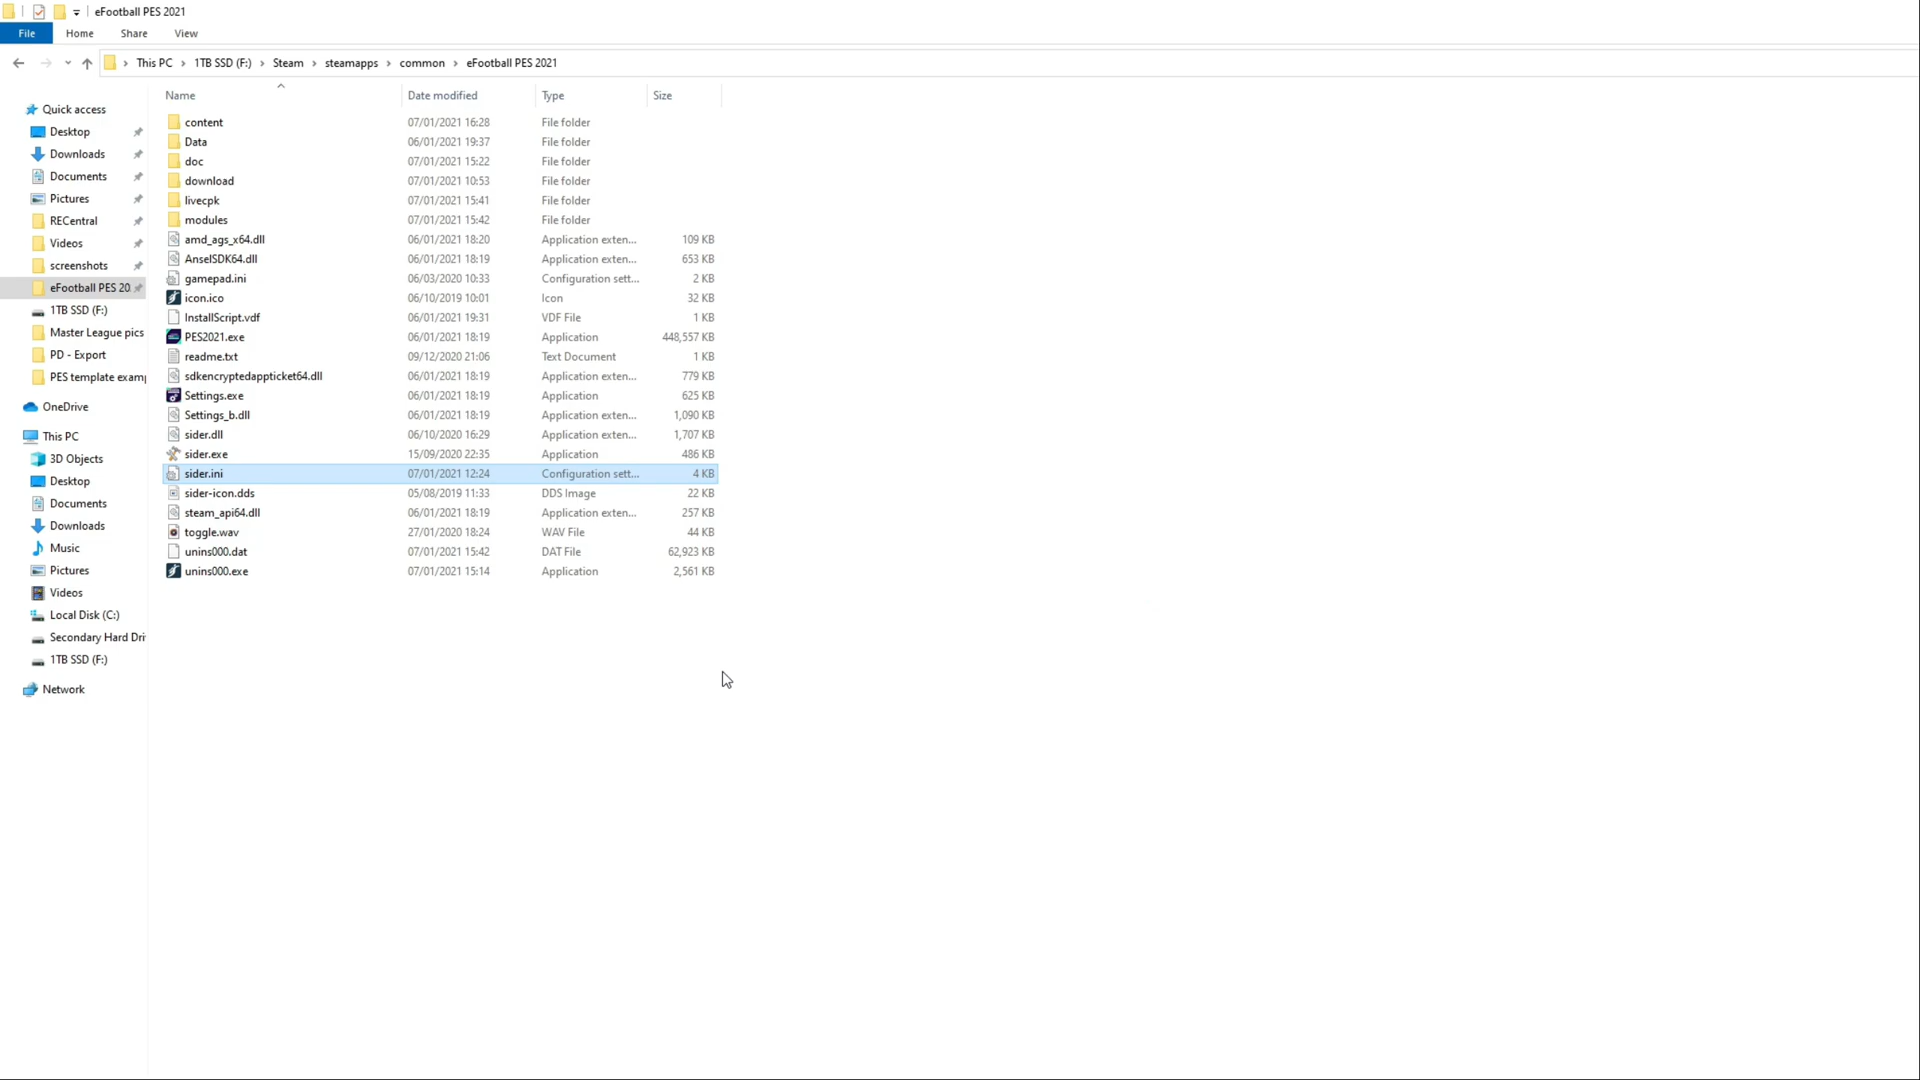 eFootball PES 2021
File Home Share View
This PC 1TB SSD (F:) Steam steamapps common eFootball PES 2021
Name Date modified Type Size
Quick access
Desktop
Downloads
Documents
Pictures
RECentral
Videos
screenshots
eFootball PES 20
1TB SSD (F:)
Master League pics
PD - Export
PES template examp
OneDrive
This PC
3D Objects
Desktop
Documents
Downloads
Music
Pictures
Videos
Local Disk (C:)
Secondary Hard Dri
1TB SSD (F:)
Network
content 07/01/2021 16:28 File folder
Data 06/01/2021 19:37 File folder
doc 07/01/2021 15:22 File folder
download 07/01/2021 10:53 File folder
livecpk 07/01/2021 15:41 File folder
modules 07/01/2021 15:42 File folder
amd_ags_x64.dll 06/01/2021 18:20 Application exten... 109 KB
AnselSDK64.dll 06/01/2021 18:19 Application exten... 653 KB
gamepad.ini 06/03/2020 10:33 Configuration sett... 2 KB
icon.ico 06/10/2019 10:01 Icon 32 KB
InstallScript.vdf 06/01/2021 19:31 VDF File 1 KB
PES2021.exe 06/01/2021 18:19 Application 448,557 KB
readme.txt 09/12/2020 21:06 Text Document 1 KB
sdkencryptedappticket64.dll 06/01/2021 18:19 Application exten... 779 KB
Settings.exe 06/01/2021 18:19 Application 625 KB
Settings_b.dll 06/01/2021 18:19 Application exten... 1,090 KB
sider.dll 06/10/2020 16:29 Application exten... 1,707 KB
sider.exe 15/09/2020 22:35 Application 486 KB
sider.ini 07/01/2021 12:24 Configuration sett... 4 KB
sider-icon.dds 05/08/2019 11:33 DDS Image 22 KB
steam_api64.dll 06/01/2021 18:19 Application exten... 257 KB
toggle.wav 27/01/2020 18:24 WAV File 44 KB
unins000.dat 07/01/2021 15:42 DAT File 62,923 KB
unins000.exe 07/01/2021 15:14 Application 2,561 KB